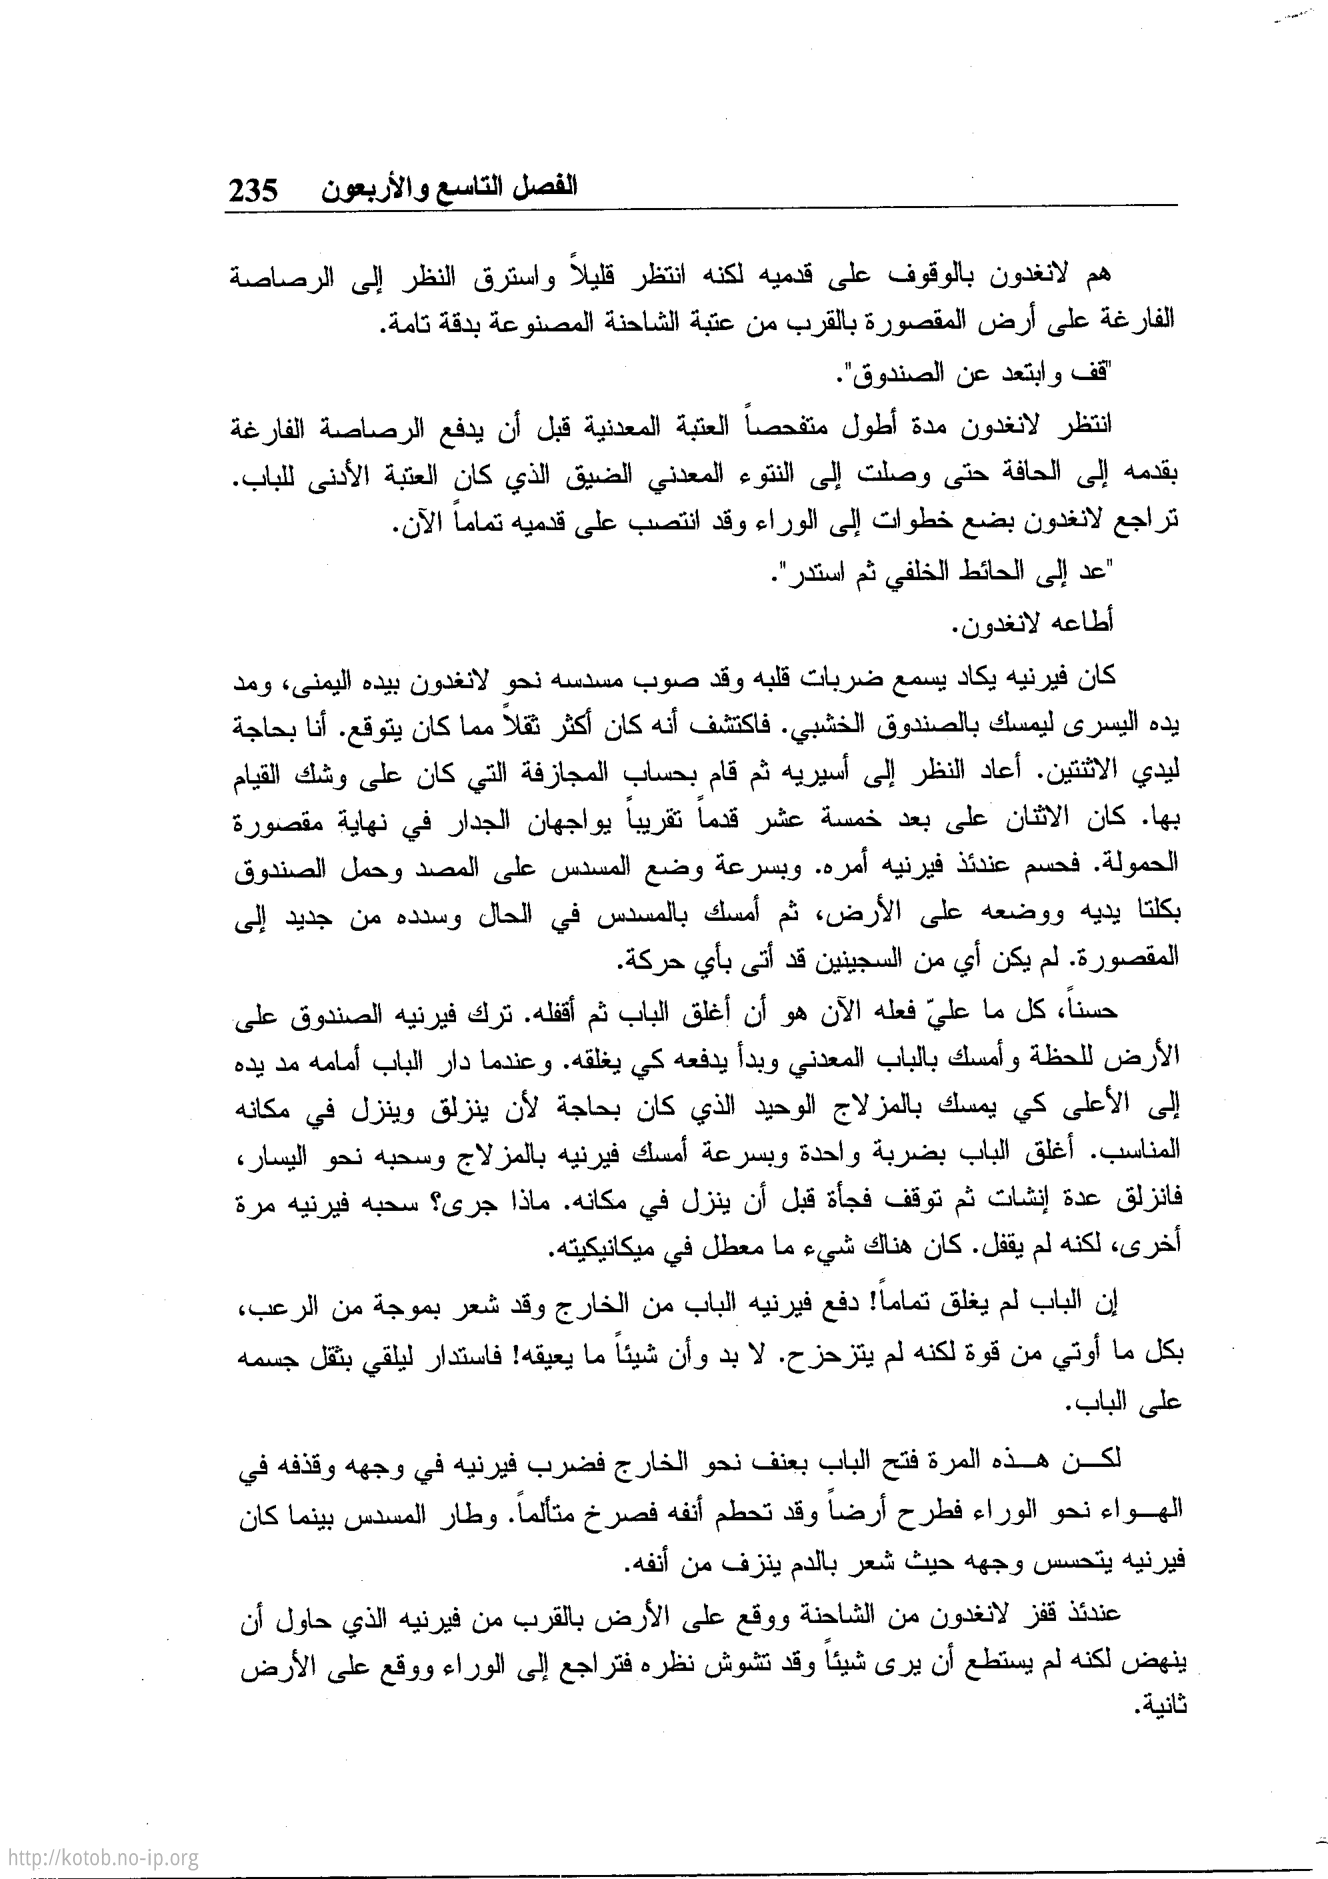 الفصل التاسع والأربعون 235
هم لانغدون بالوقوف على قدميه لكنه انتظر قليلاً واسترق النظر إلى الرصاصة
الفارغة على أرض المقصورة بالقرب من عتبة الشاحنة المصنوعة بدقة تامة.
"قف وابتعد عن الصندوق".
انتظر لانغدون مدة أطول متفحصاً العتبة المعدنية قبل أن يدفع الرصاصة الفارغة
بقدمه إلى الحافة حتى وصلت إلى النتوء المعدني الضيق الذي كان العتبة الأدنى للباب.
تراجع لانغدون بضع خطوات إلى الوراء وقد انتصب على قدميه تماماً الآن.
"عد إلى الحائط الخلفي ثم استدر".
أطاعه لانغدون.
كان فيرنيه يكاد يسمع ضربات قلبه وقد صوب مسدسه نحو لانغدون بيده اليمنى، ومد
يده اليسرى ليمسك بالصندوق الخشبي. فاكتشف أنه كان أكثر ثقلاً مما كان يتوقع. أنا بحاجة
ليدي الاثنتين. أعاد النظر إلى أسيريه ثم قام بحساب المجازفة التي كان على وشك القيام
بها. كان الاثنان على بعد خمسة عشر قدماً تقريباً يواجهان الجدار في نهاية مقصورة
الحمولة. فحسم عندئذ فيرنيه أمره. وبسرعة وضع المسدس على المصد وحمل الصندوق
بكلتا يديه ووضعه على الأرض، ثم أمسك بالمسدس في الحال وسدده من جديد إلى
المقصورة. لم يكن أي من السجينين قد أتى بأي حركة.
حسناً، كل ما عليّ فعله الآن هو أن أغلق الباب ثم أقفله. ترك فيرنيه الصندوق على
الأرض للحظة وأمسك بالباب المعدني وبدأ يدفعه كي يغلقه. وعندما دار الباب أمامه مد يده
إلى الأعلى كي يمسك بالمزلاج الوحيد الذي كان بحاجة لأن ينزلق وينزل في مكانه
المناسب. أغلق الباب بضربة واحدة وبسرعة أمسك فيرنيه بالمزلاج وسحبه نحو اليسار،
فانزلق عدة إنشات ثم توقف فجأة قبل أن ينزل في مكانه. ماذا جرى؟ سحبه فيرنيه مرة
أخرى، لكنه لم يقفل. كان هناك شيء ما معطل في ميكانيكيته.
إن الباب لم يغلق تماماً! دفع فيرنيه الباب من الخارج وقد شعر بموجة من الرعب،
بكل ما أوتي من قوة لكنه لم يتزحزح. لا بد وأن شيئاً ما يعيقه! فاستدار ليلقي بثقل جسمه
على الباب.
لكـن هـذه المرة فتح الباب بعنف نحو الخارج فضرب فيرنيه في وجهه وقذفه في
الهـواء نحو الوراء فطرح أرضاً وقد تحطم أنفه فصرخ متألماً. وطار المسدس بينما كان
فيرنيه يتحسس وجهه حيث شعر بالدم ينزف من أنفه.
عندئذ قفز لانغدون من الشاحنة ووقع على الأرض بالقرب من فيرنيه الذي حاول أن
ينهض لكنه لم يستطع أن يرى شيئاً وقد تشوش نظره فتراجع إلى الوراء ووقع على الأرض
ثانية.
http://kotob.no-ip.org